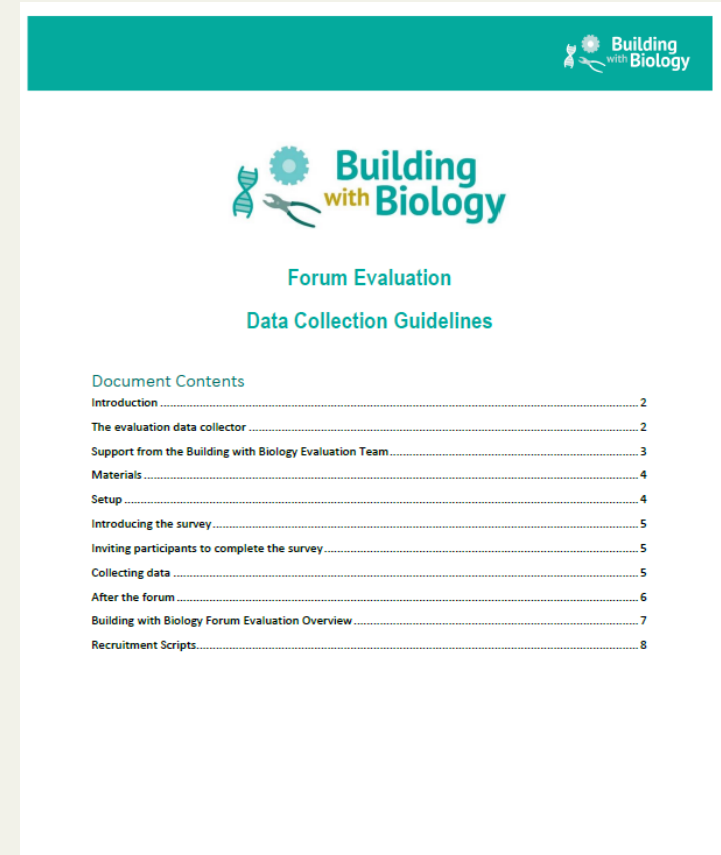 Building
with Biology
Building
with Biology
Forum Evaluation
Data Collection Guidelines
Document Contents
Introduction ........ 2
The evaluation data collector ........ 2
Support from the Building with Biology Evaluation Team ........ 3
Materials ........ 4
Setup ........ 4
Introducing the survey ........ 5
Inviting participants to complete the survey ........ 5
Collecting data ........ 5
After the forum ........ 6
Building with Biology Forum Evaluation Overview ........ 7
Recruitment Scripts ........ 8